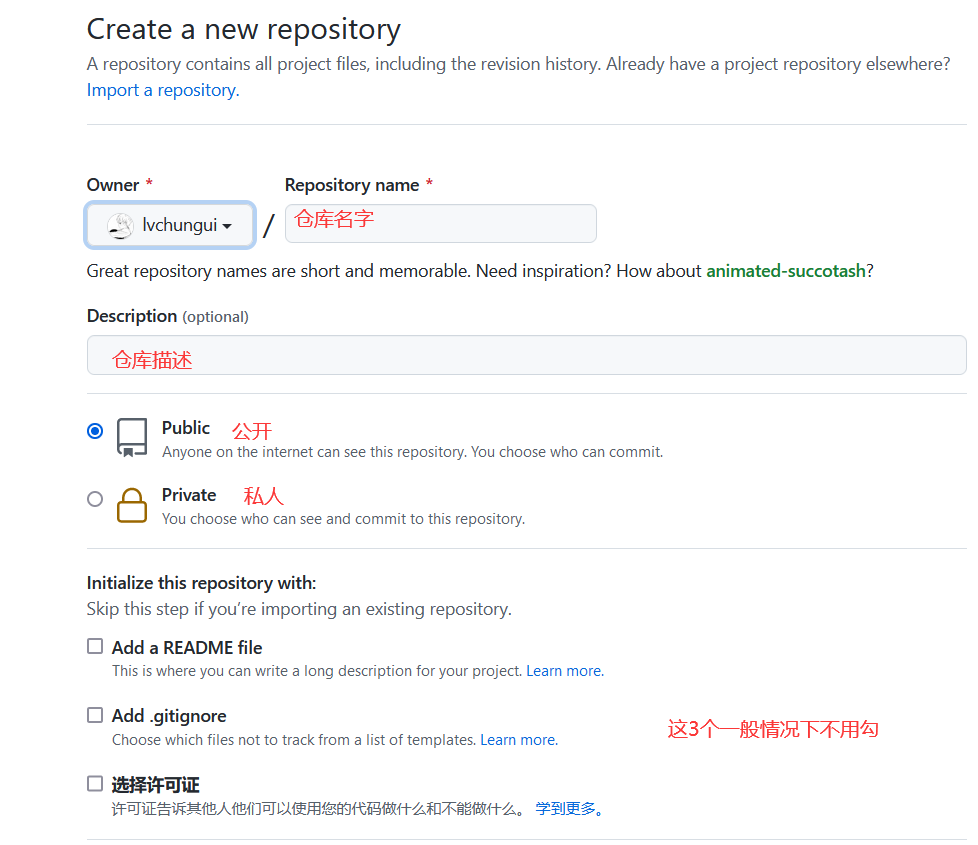 Create a new repository
A repository contains all project files, including the revision history. Already have a project repository elsewhere?
Import a repository.
Owner * Repository name *
lvchungui / 仓库名字
Great repository names are short and memorable. Need inspiration? How about animated-succotash?
Description (optional)
仓库描述
Public 公开
Anyone on the internet can see this repository. You choose who can commit.
Private 私人
You choose who can see and commit to this repository.
Initialize this repository with:
Skip this step if you’re importing an existing repository.
Add a README file
This is where you can write a long description for your project. Learn more.
Add .gitignore
Choose which files not to track from a list of templates. Learn more.
这3个一般情况下不用勾
选择许可证
许可证告诉其他人他们可以使用您的代码做什么和不能做什么。 学到更多。